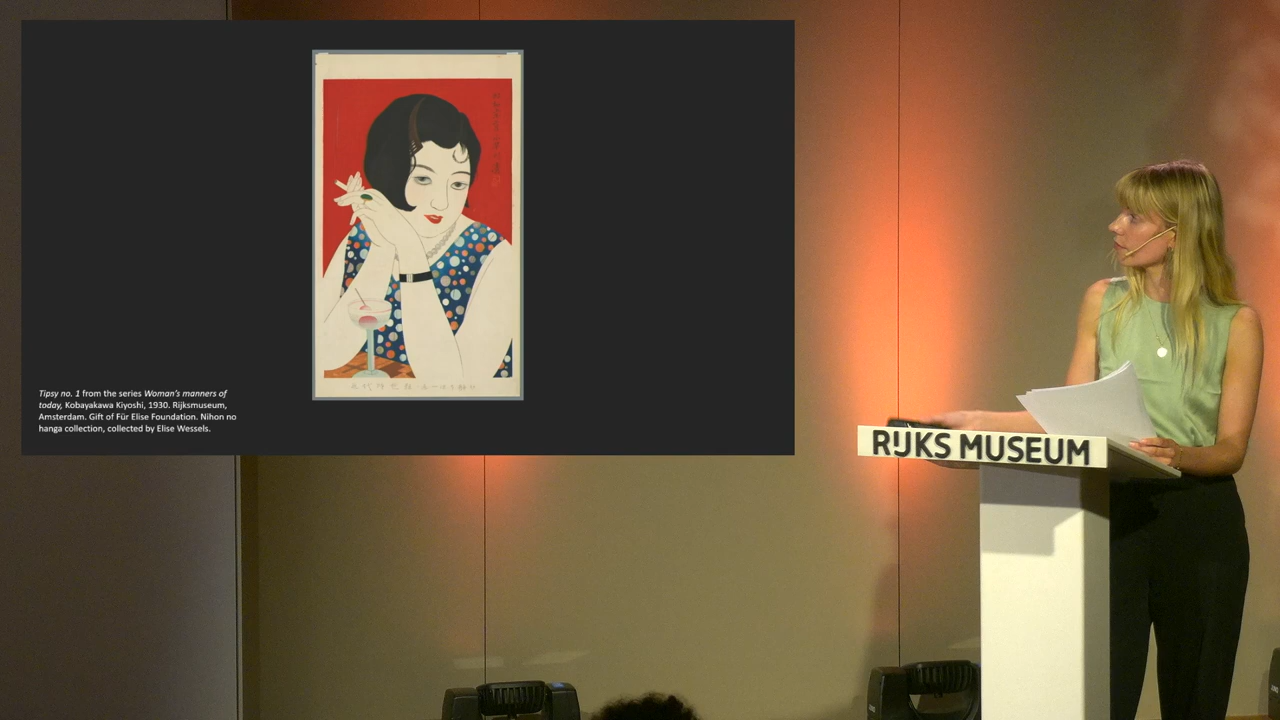 Tipsy no. 1 from the series Woman's manners of
today, Kobayakawa Kiyoshi, 1930. Rijksmuseum,
Amsterdam. Gift of Für Elise Foundation. Nihon no
hanga collection, collected by Elise Wessels.
RIJKS MUSEUM